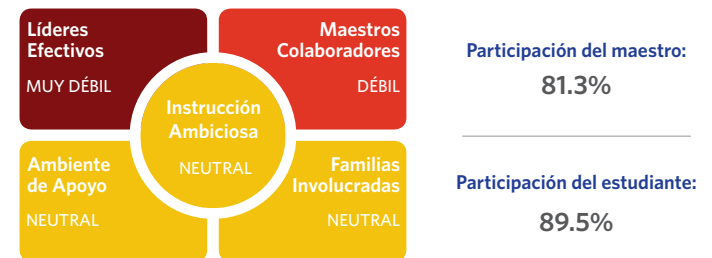 Líderes
Efectivos
MUY DÉBIL
Maestros
Colaboradores
DÉBIL
Instrucción
Ambiciosa
NEUTRAL
Ambiente
de Apoyo
NEUTRAL
Familias
Involucradas
NEUTRAL
Participación del maestro:
81.3%
Participación del estudiante:
89.5%